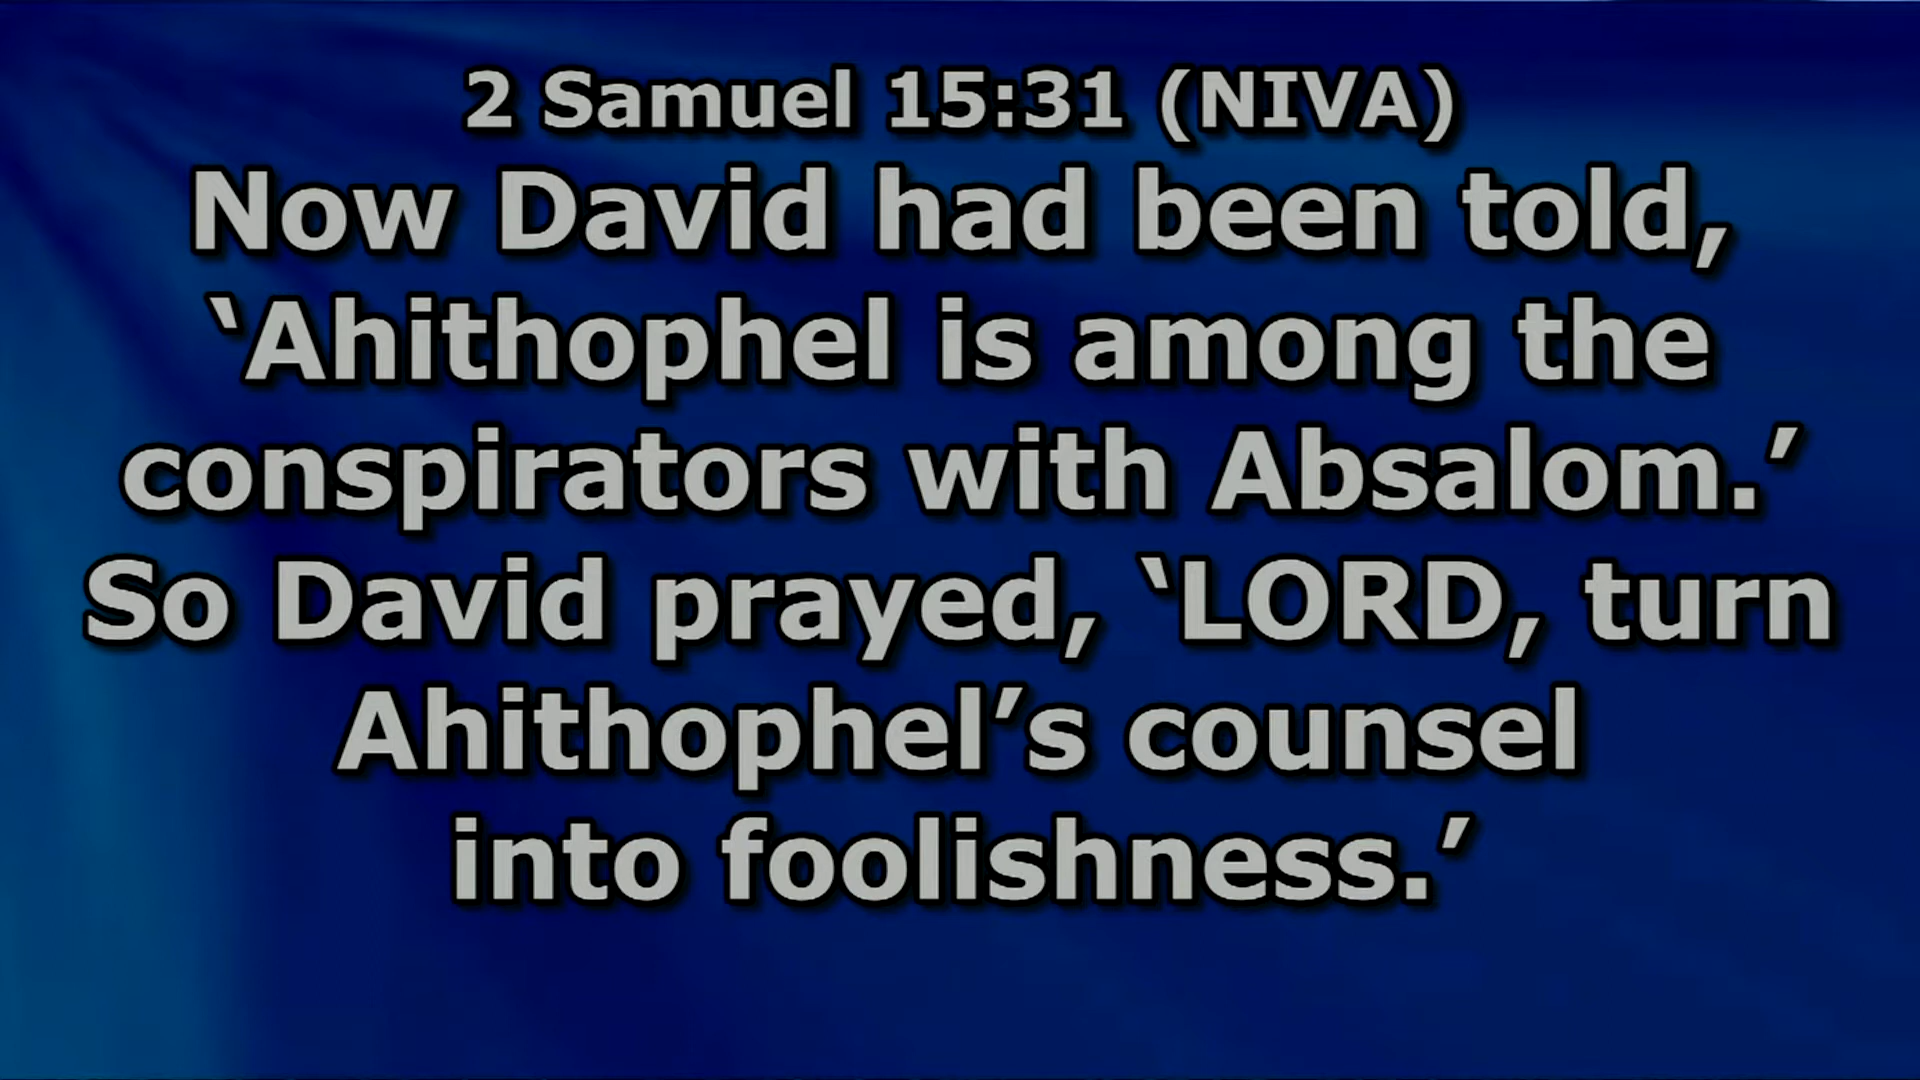 2 Samuel 15:31 (NIVA)
Now David had been told,
‘Ahithophel is among the
conspirators with Absalom.’
So David prayed, ‘LORD, turn
Ahithophel’s counsel
into foolishness.’